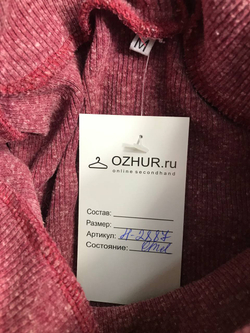 M
OZHUR.ru
online secondhand
Состав:
Размер:
Артикул:
Состояние: